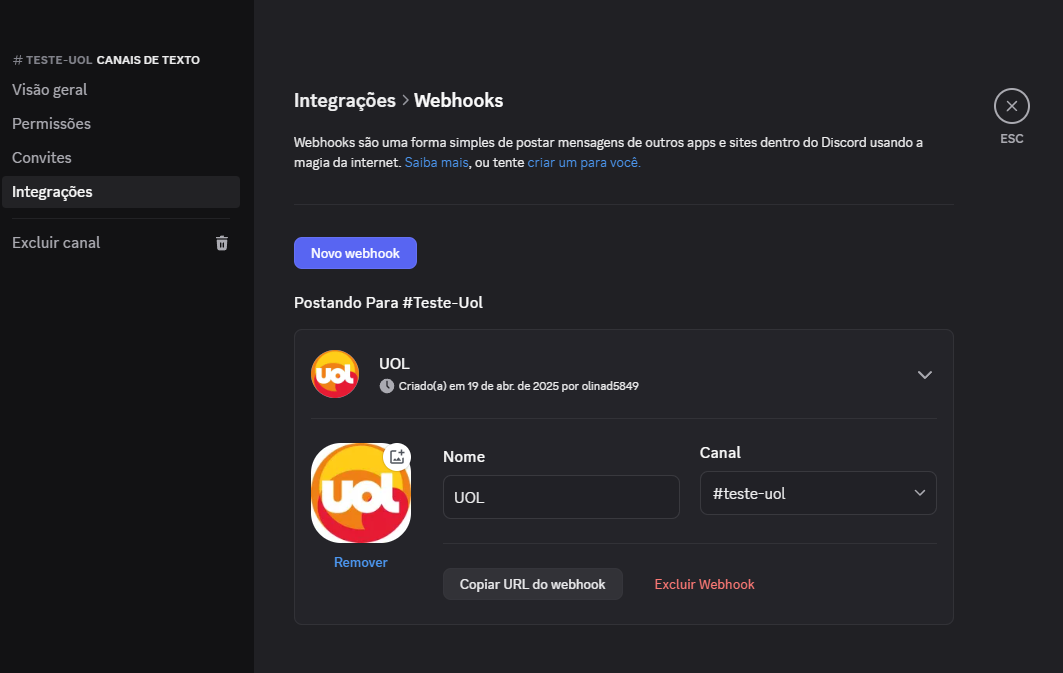 # TESTE-UOL CANAIS DE TEXTO
Visão geral
Permissões
Convites
Integrações
Excluir canal
Integrações > Webhooks
ESC
Webhooks são uma forma simples de postar mensagens de outros apps e sites dentro do Discord usando a
magia da internet. Saiba mais, ou tente criar um para você.
Novo webhook
Postando Para #Teste-Uol
uol
UOL
Criado(a) em 19 de abr. de 2025 por olinad5849
uol
Remover
Nome
UOL
Canal
#teste-uol
Copiar URL do webhook
Excluir Webhook